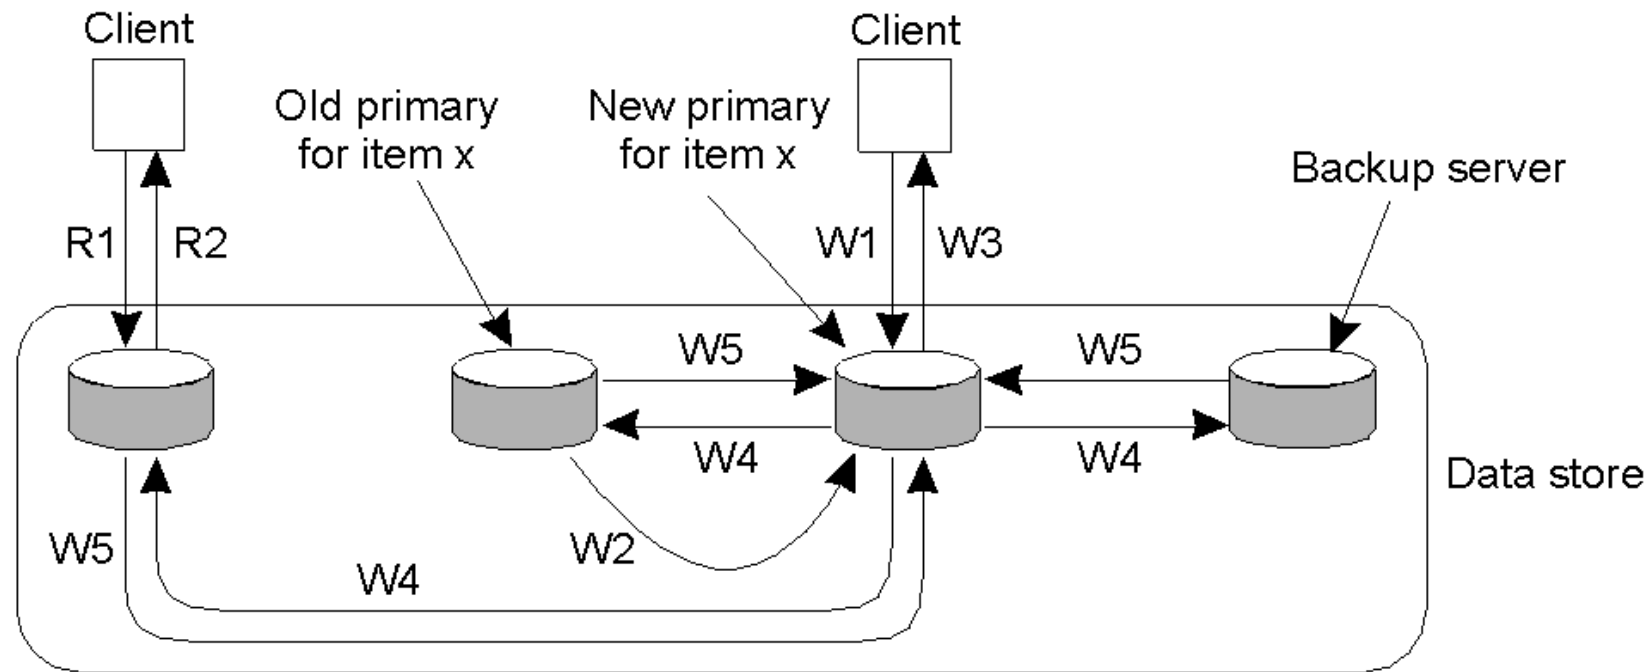 Client
Client
Old primary
for item x
New primary
for item x
Backup server
R1
R2
W1
W3
W5
W5
W4
W4
Data store
W5
W2
W4